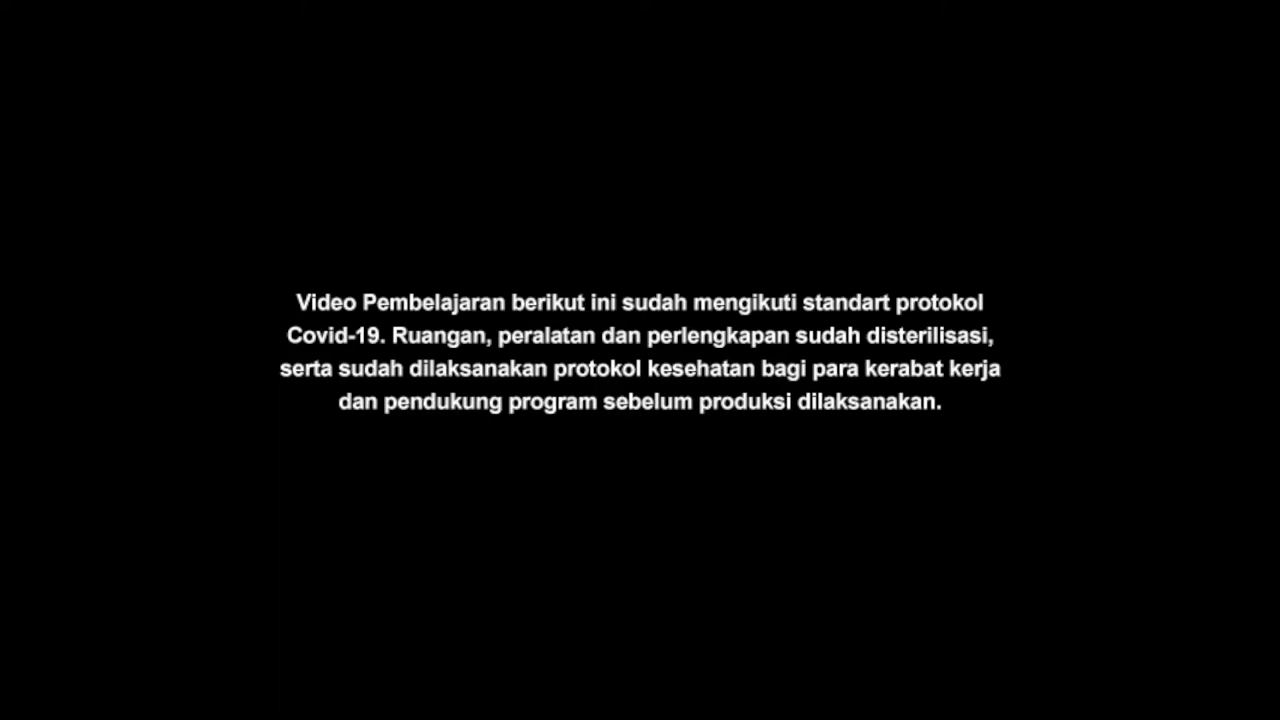 Video Pembelajaran berikut ini sudah mengikuti standart protokol
Covid-19. Ruangan, peralatan dan perlengkapan sudah disterilisasi,
serta sudah dilaksanakan protokol kesehatan bagi para kerabat kerja
dan pendukung program sebelum produksi dilaksanakan.